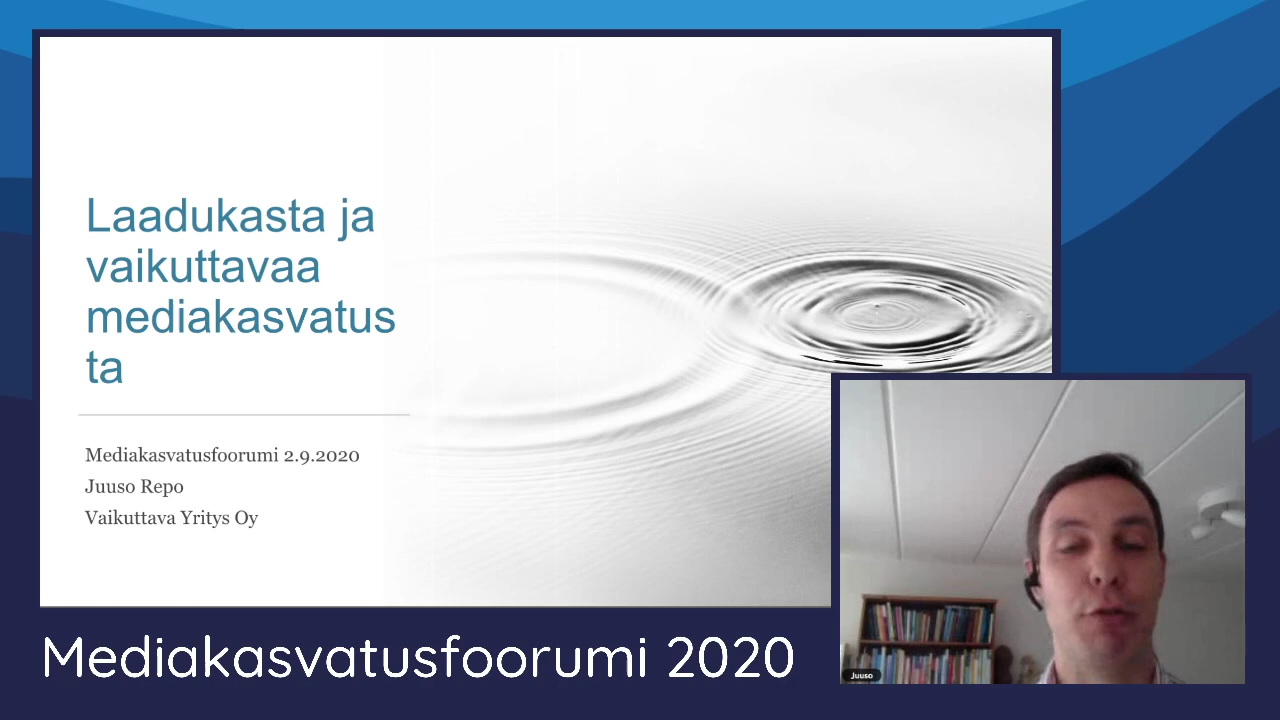 Laadukasta ja
vaikuttavaa
mediakasvatus
ta
Mediakasvatusfoorumi 2.9.2020
Juuso Repo
Vaikuttava Yritys Oy
Juuso
Mediakasvatusfoorumi 2020